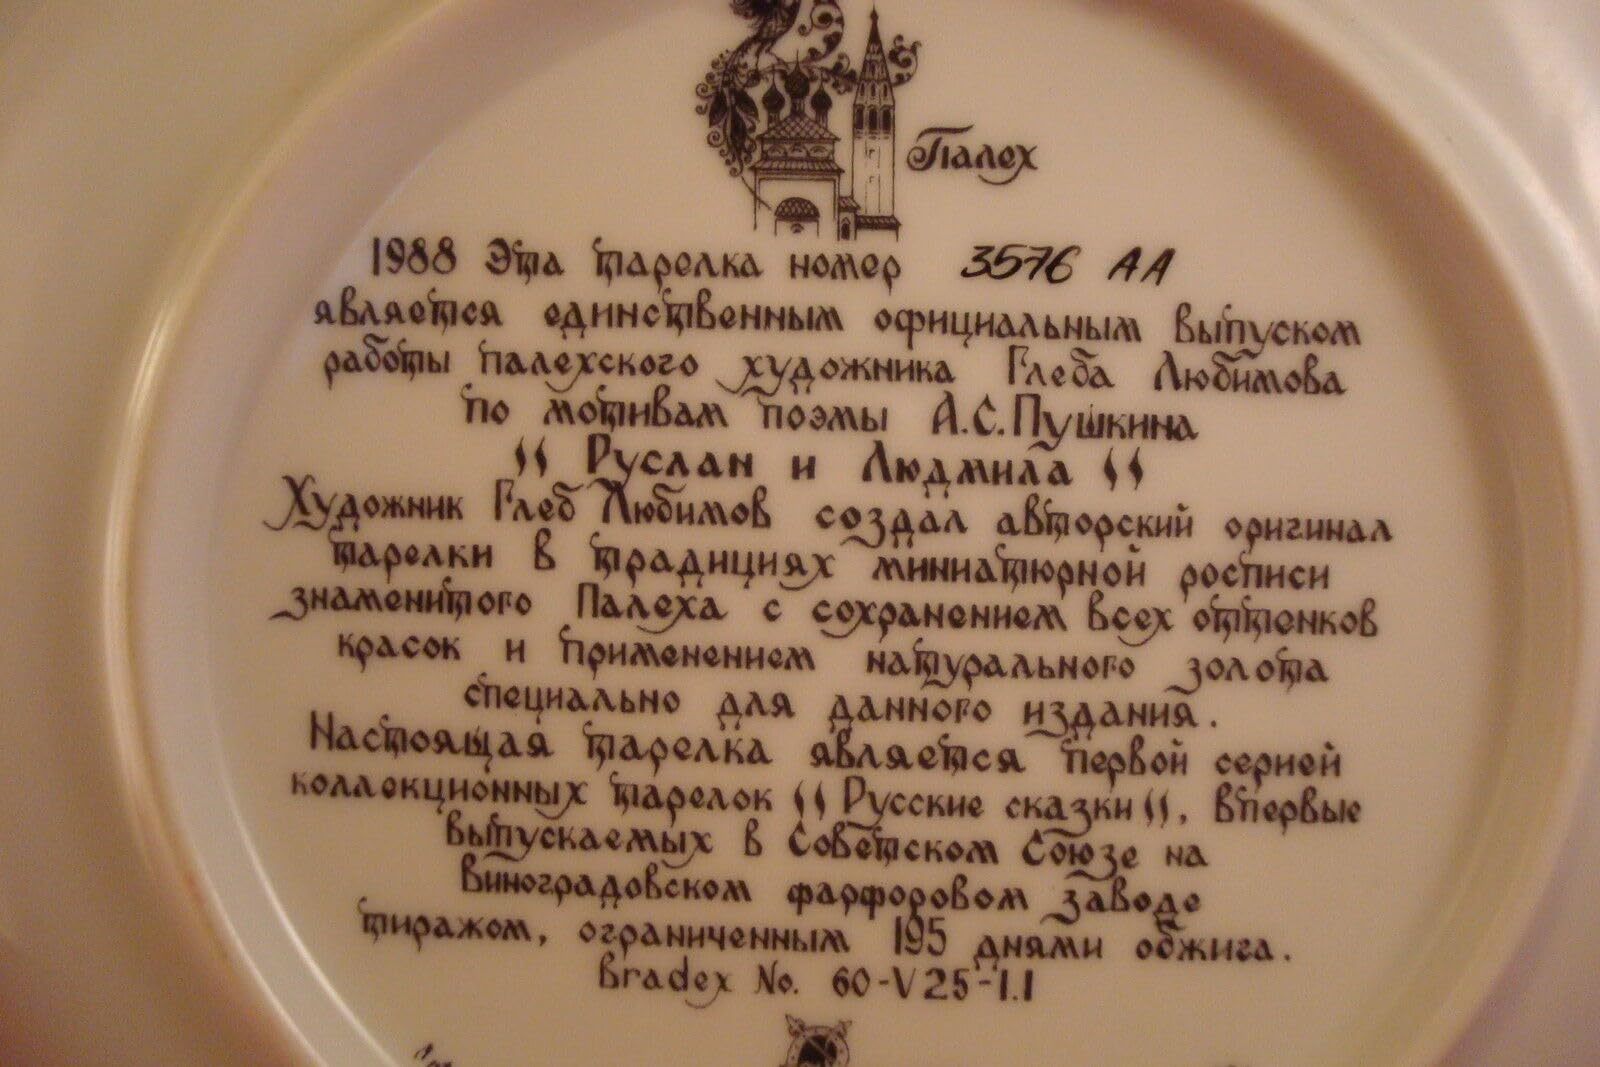 Палех
1988 Эта тарелка номер 3576 АА
является единственным официальным выпуском
работы палехского художника Глеба Любимова
по мотивам поэмы А.С.Пушкина
" Руслан и Людмила "
Художник Глеб Любимов создал авторский оригинал
тарелки в традициях миниатюрной росписи
знаменитого Палеха с сохранением всех оттенков
красок и применением натурального золота
специально для данного издания.
Настоящая тарелка является первой серией
коллекционных тарелок "Русские сказки", впервые
выпускаемых в Советском Союзе на
Виноградовском фарфоровом заводе
тиражом, ограниченным 195 днями обжига.
Bradex No. 60-V25-1.1